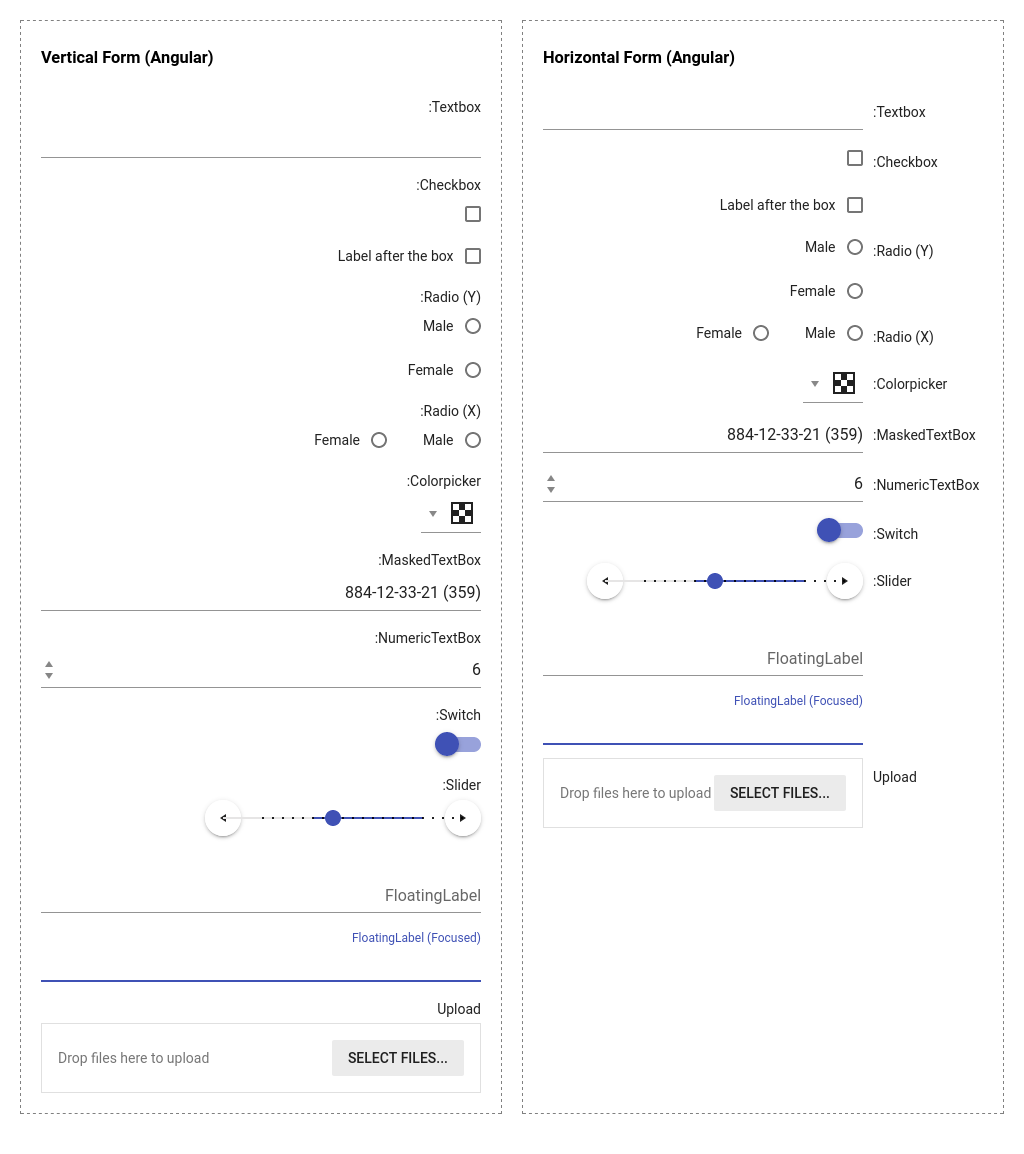 Vertical Form (Angular)
:Textbox
:Checkbox
Label after the box
:Radio (Y)
Male
Female
:Radio (X)
Female Male
:Colorpicker
:MaskedTextBox
884-12-33-21 (359)
:NumericTextBox
6
:Switch
:Slider
FloatingLabel
FloatingLabel (Focused)
Upload
Drop files here to upload SELECT FILES...
Horizontal Form (Angular)
:Textbox
:Checkbox
Label after the box
Male :Radio (Y)
Female
Female Male :Radio (X)
:Colorpicker
884-12-33-21 (359) :MaskedTextBox
6 :NumericTextBox
:Switch
:Slider
FloatingLabel
FloatingLabel (Focused)
Upload
Drop files here to upload SELECT FILES...